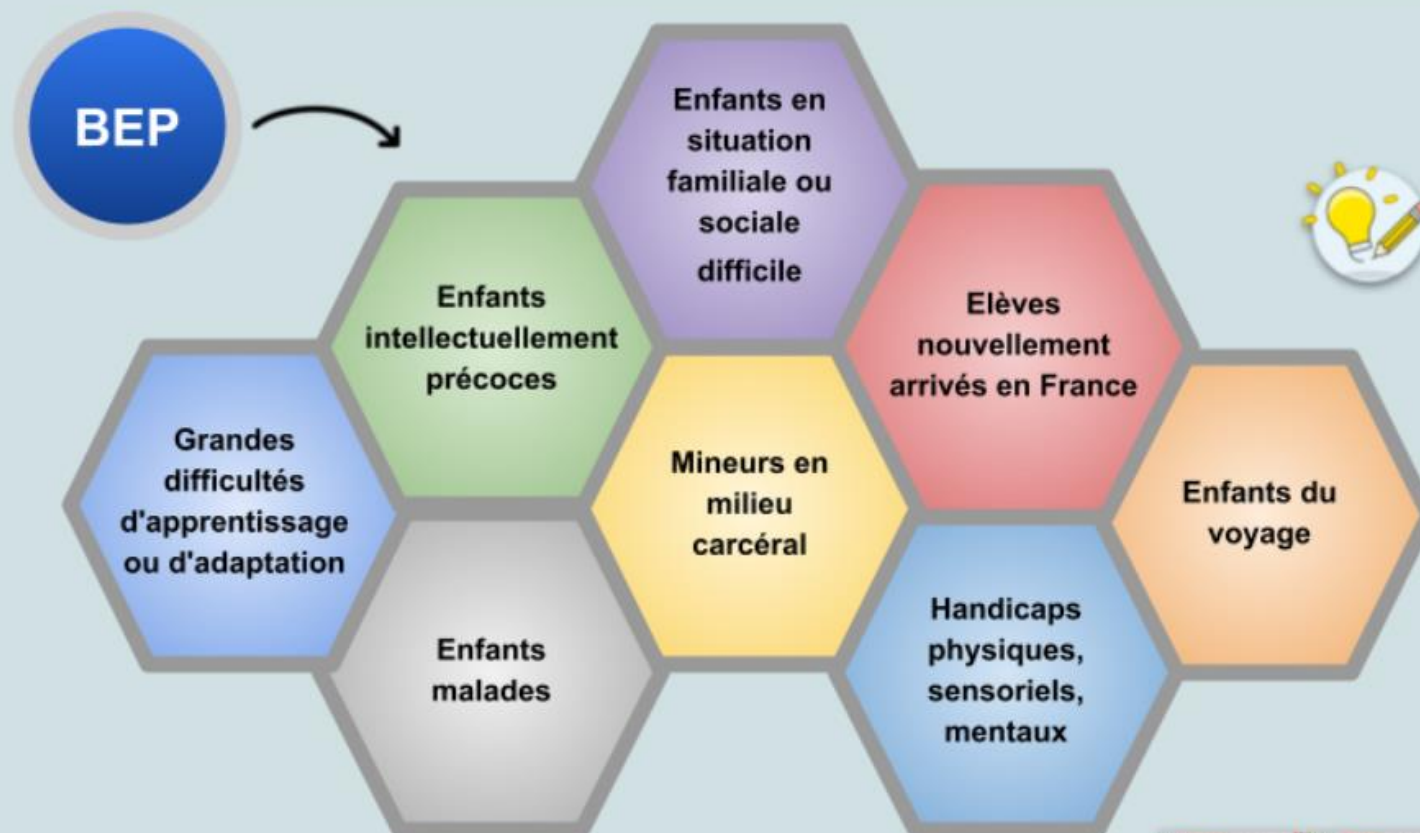 BEP
Enfants en
situation
familiale ou
sociale
difficile
Enfants
intellectuellement
précoces
Elèves
nouvellement
arrivés en France
Grandes
difficultés
d'apprentissage
ou d'adaptation
Mineurs en
milieu
carcéral
Enfants du
voyage
Enfants
malades
Handicaps
physiques,
sensoriels,
mentaux